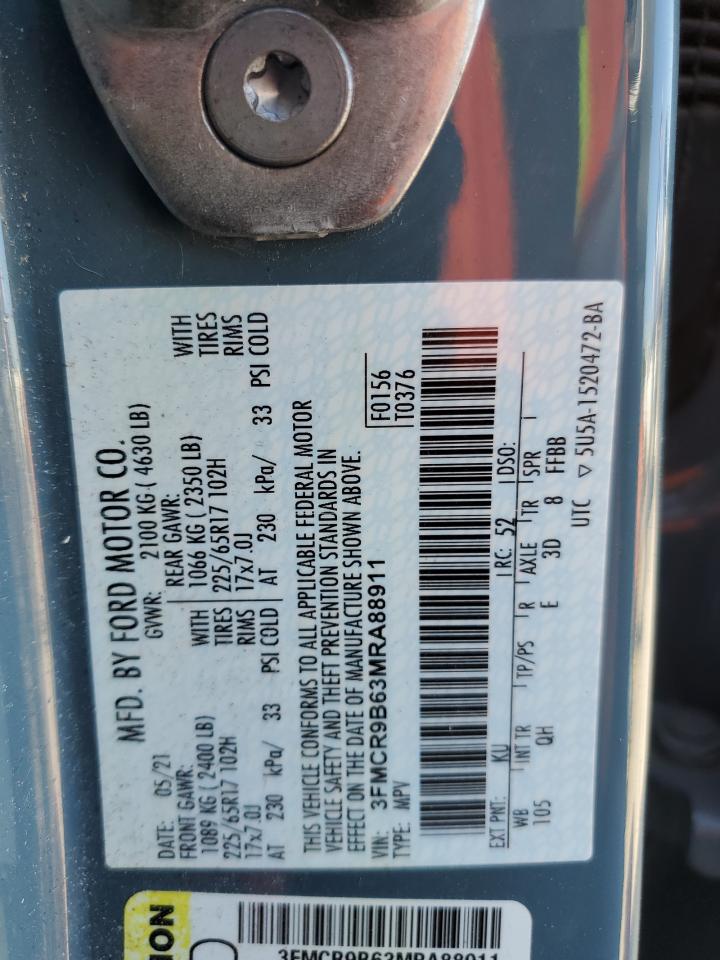 MFD. BY FORD MOTOR CO.
DATE: 05/21 GVWR: 2100 KG ( 4630 LB)
FRONT GAWR: REAR GAWR:
1089 KG ( 2400 LB) WITH 1066 KG ( 2350 LB) WITH
225/65R17 102H TIRES 225/65R17 102H TIRES
17x7.0J RIMS 17x7.0J RIMS
AT 230 kPa/ 33 PSI COLD AT 230 kPa/ 33 PSI COLD
THIS VEHICLE CONFORMS TO ALL APPLICABLE FEDERAL MOTOR
VEHICLE SAFETY AND THEFT PREVENTION STANDARDS IN
EFFECT ON THE DATE OF MANUFACTURE SHOWN ABOVE.
VIN: 3FMCR9B63MRA88911 F0156
TYPE: MPV T0376
EXT PNT: KU RC: 52 DSO:
WB INT TR TP/PS R AXLE TR SPR
105 QH E 3D 8 FFBB
UTC ▽ 5U5A-1520472-BA
3FMCR9B63MRA88911